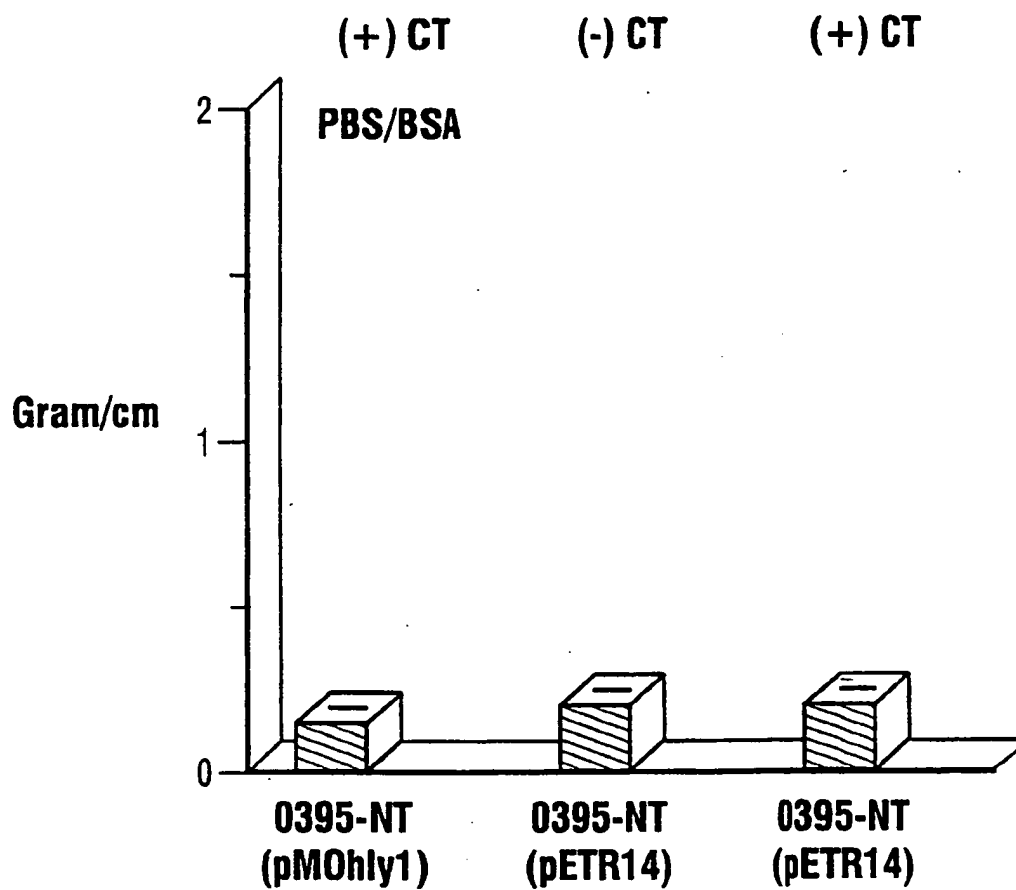 (+) CT (-) CT (+) CT
2
PBS/BSA
Gram/cm
1
0
0395-NT 0395-NT 0395-NT
(pMOhly1) (pETR14) (pETR14)